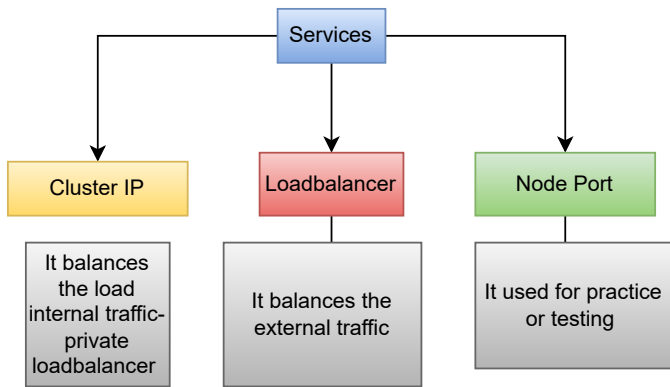 Services
Cluster IP
Loadbalancer
Node Port
It balances
the load
internal traffic-
private
loadbalancer
It balances the
external traffic
It used for practice
or testing